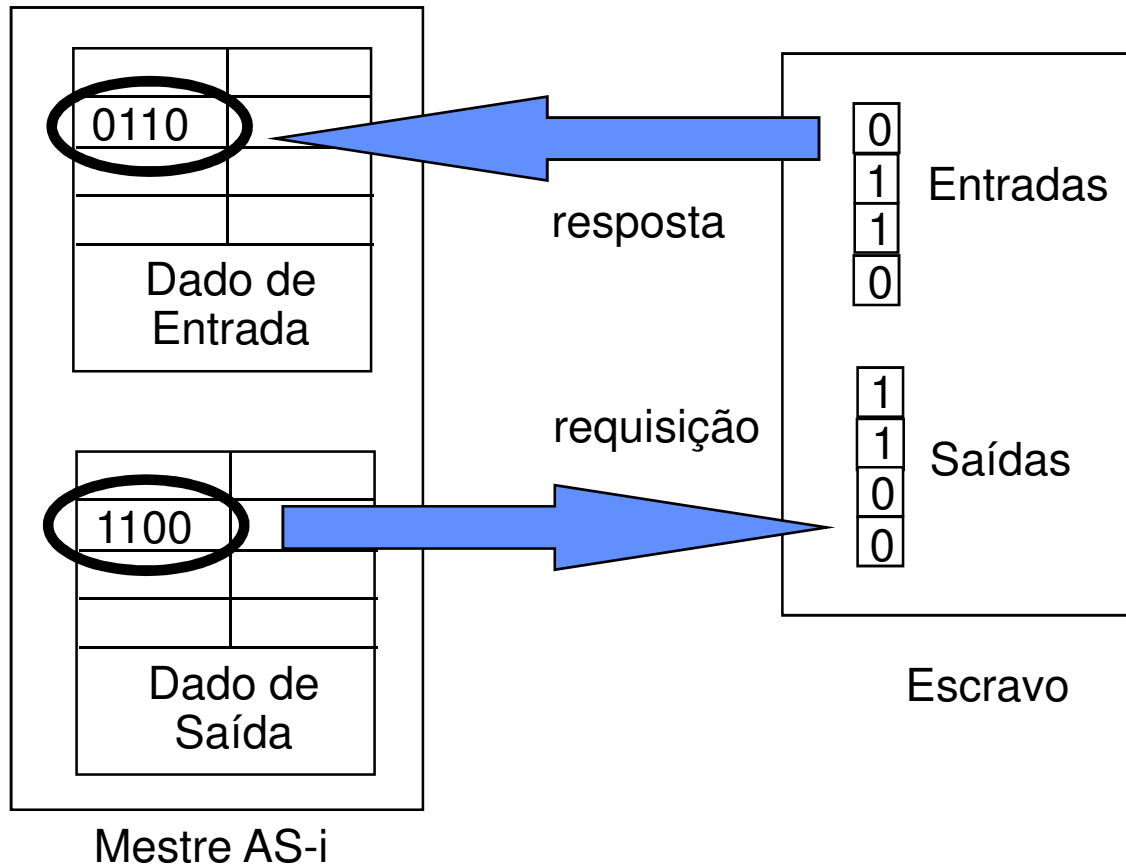 0110
Dado de
Entrada
resposta
0
1
1
0
Entradas
requisição
1100
Dado de
Saída
1
1
0
0
Saídas
Escravo
Mestre AS-i